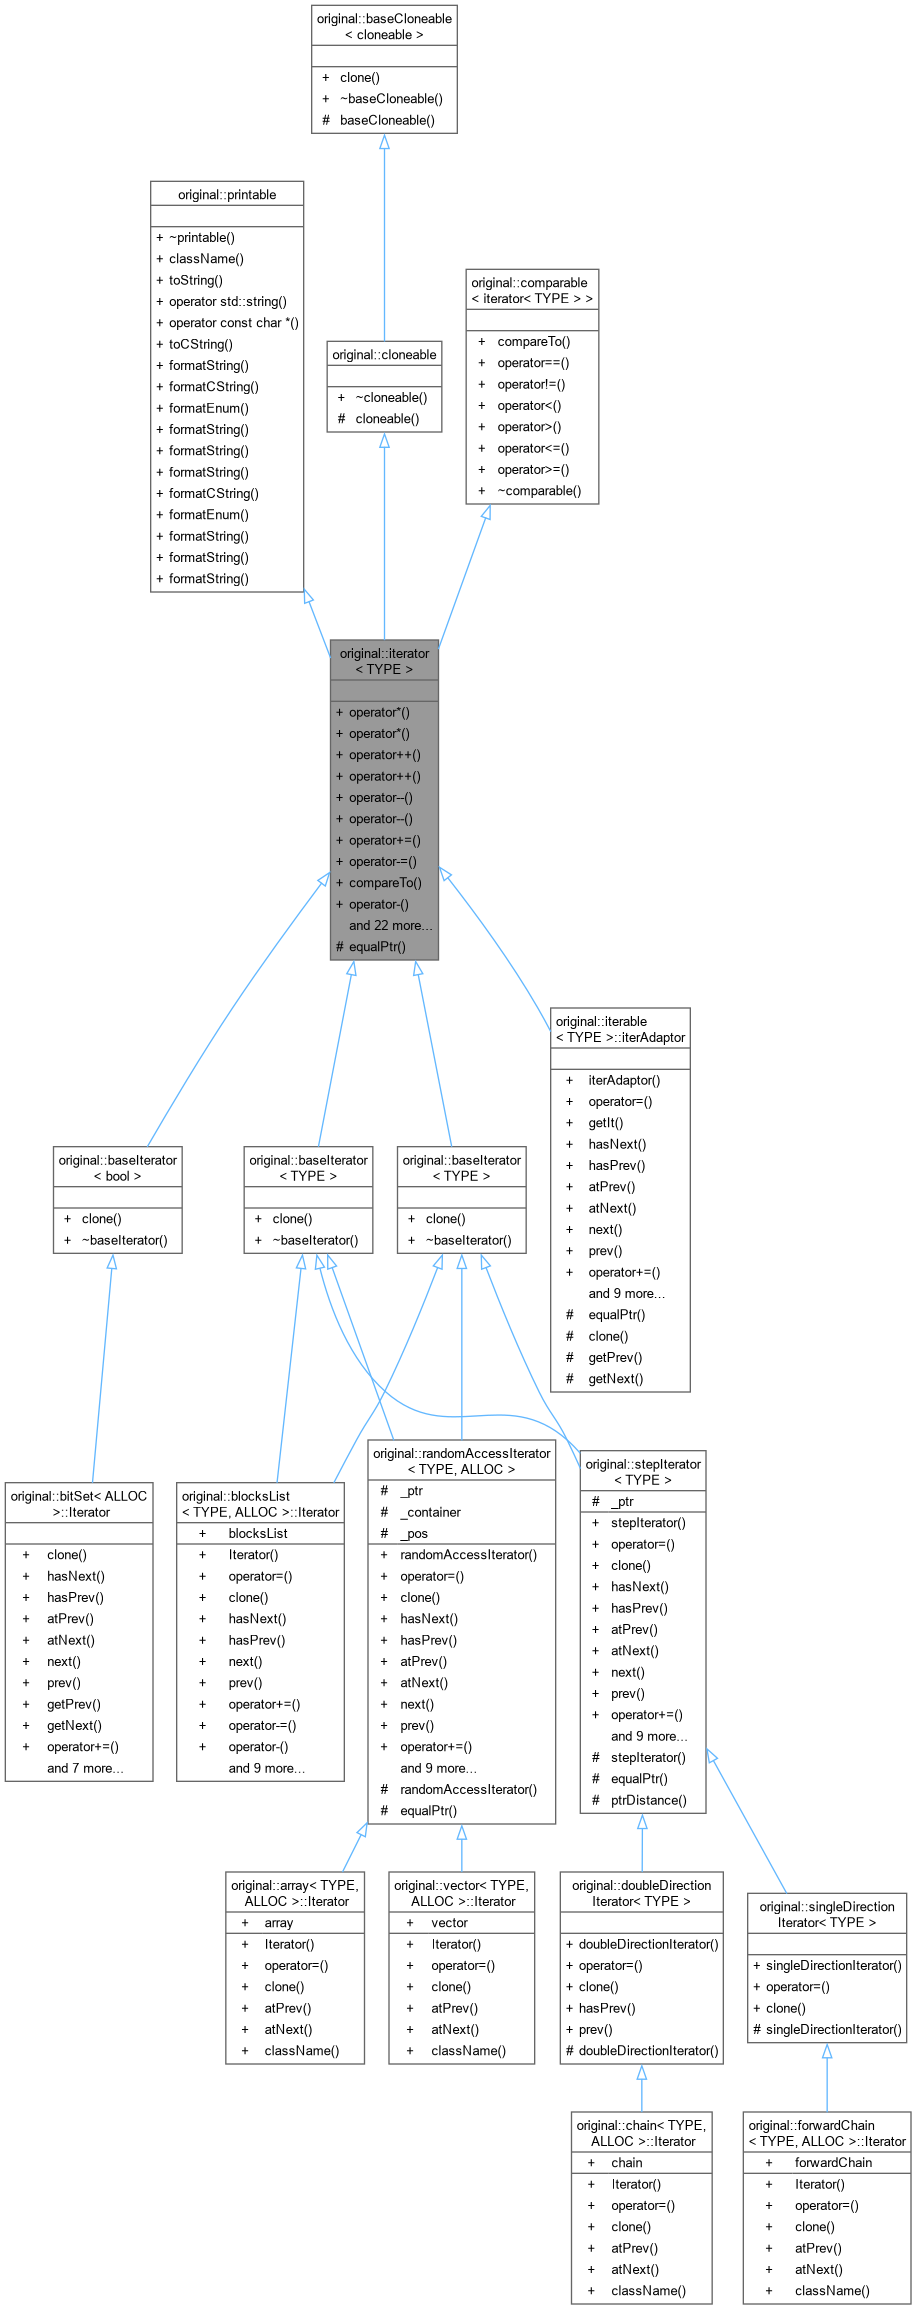 original::baseCloneable
< cloneable >
+ clone()
+ ~baseCloneable()
# baseCloneable()
original::printable
+ ~printable()
+ className()
+ toString()
+ operator std::string()
+ operator const char *()
+ toCString()
+ formatString()
+ formatCString()
+ formatEnum()
+ formatString()
+ formatString()
+ formatString()
+ formatCString()
+ formatEnum()
+ formatString()
+ formatString()
+ formatString()
original::cloneable
+ ~cloneable()
# cloneable()
original::comparable
< iterator< TYPE > >
+ compareTo()
+ operator==()
+ operator!=()
+ operator<()
+ operator>()
+ operator<=()
+ operator>=()
+ ~comparable()
original::iterator
< TYPE >
+ operator*()
+ operator*()
+ operator++()
+ operator++()
+ operator--()
+ operator--()
+ operator+=()
+ operator-=()
+ compareTo()
+ operator-()
and 22 more...
# equalPtr()
original::iterable
< TYPE >::iterAdaptor
+ iterAdaptor()
+ operator=()
+ getIt()
+ hasNext()
+ hasPrev()
+ atPrev()
+ atNext()
+ next()
+ prev()
+ operator+=()
and 9 more...
# equalPtr()
# clone()
# getPrev()
# getNext()
original::baseIterator
< bool >
+ clone()
+ ~baseIterator()
original::baseIterator
< TYPE >
+ clone()
+ ~baseIterator()
original::baseIterator
< TYPE >
+ clone()
+ ~baseIterator()
original::bitSet< ALLOC
>::Iterator
+ clone()
+ hasNext()
+ hasPrev()
+ atPrev()
+ atNext()
+ next()
+ prev()
+ getPrev()
+ getNext()
+ operator+=()
and 7 more...
original::blocksList
< TYPE, ALLOC >::Iterator
+ blocksList
+ Iterator()
+ operator=()
+ clone()
+ hasNext()
+ hasPrev()
+ next()
+ prev()
+ operator+=()
+ operator-=()
+ operator-()
and 9 more...
original::randomAccessIterator
< TYPE, ALLOC >
# _ptr
# _container
# _pos
+ randomAccessIterator()
+ operator=()
+ clone()
+ hasNext()
+ hasPrev()
+ atPrev()
+ atNext()
+ next()
+ prev()
+ operator+=()
and 9 more...
# randomAccessIterator()
# equalPtr()
original::stepIterator
< TYPE >
# _ptr
+ stepIterator()
+ operator=()
+ clone()
+ hasNext()
+ hasPrev()
+ atPrev()
+ atNext()
+ next()
+ prev()
+ operator+=()
and 9 more...
# stepIterator()
# equalPtr()
# ptrDistance()
original::array< TYPE,
ALLOC >::Iterator
+ array
+ Iterator()
+ operator=()
+ clone()
+ atPrev()
+ atNext()
+ className()
original::vector< TYPE,
ALLOC >::Iterator
+ vector
+ Iterator()
+ operator=()
+ clone()
+ atPrev()
+ atNext()
+ className()
original::doubleDirection
Iterator< TYPE >
+ doubleDirectionIterator()
+ operator=()
+ clone()
+ hasPrev()
+ prev()
# doubleDirectionIterator()
original::singleDirection
Iterator< TYPE >
+ singleDirectionIterator()
+ operator=()
+ clone()
# singleDirectionIterator()
original::chain< TYPE,
ALLOC >::Iterator
+ chain
+ Iterator()
+ operator=()
+ clone()
+ atPrev()
+ atNext()
+ className()
original::forwardChain
< TYPE, ALLOC >::Iterator
+ forwardChain
+ Iterator()
+ operator=()
+ clone()
+ atPrev()
+ atNext()
+ className()